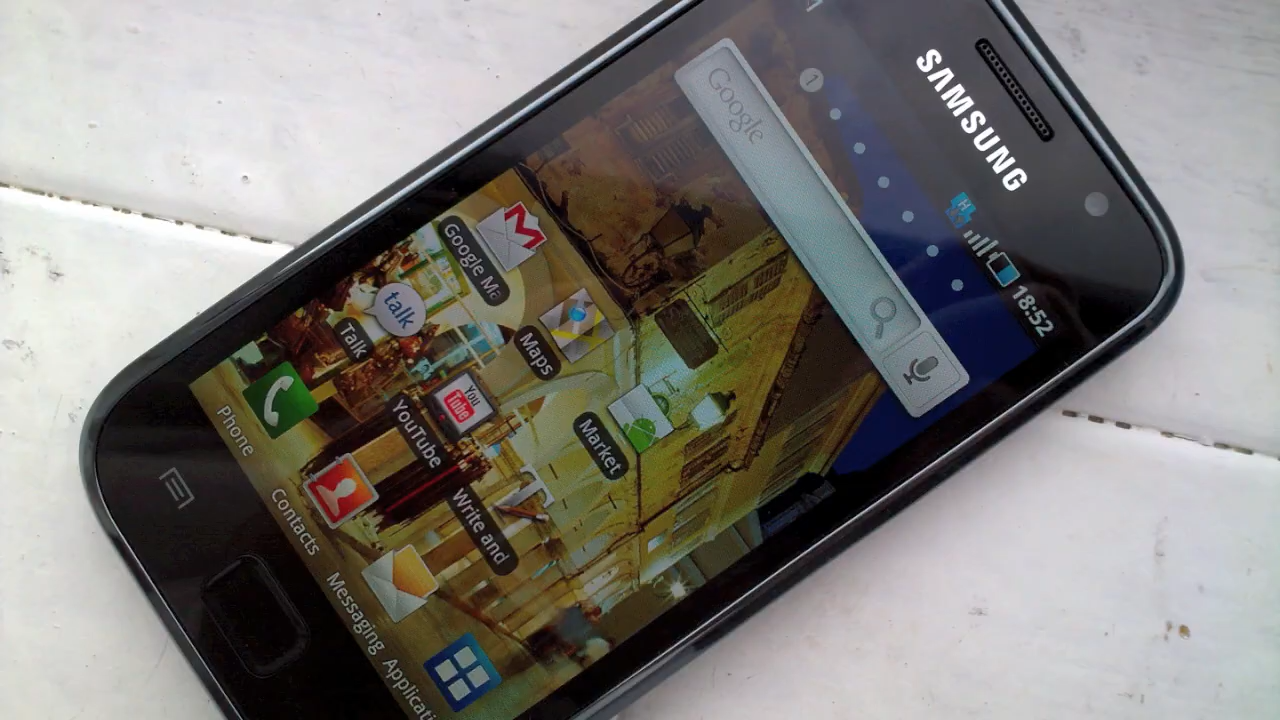 SAMSUNG
18:52
H
1
Google
Google Ma
Maps
Market
talk
Talk
You
Tube
YouTube
T
Write and
Phone
Contacts
Messaging
Applicati